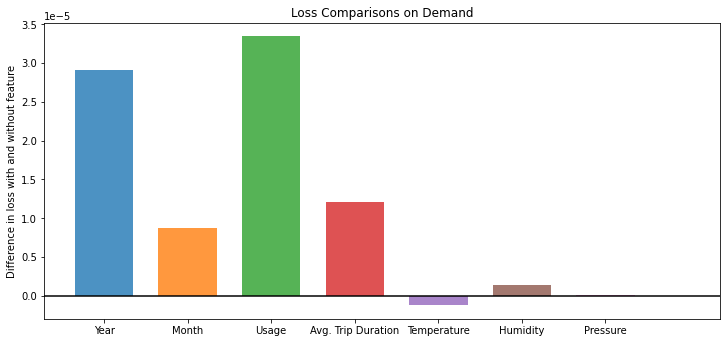 Loss Comparisons on Demand
1e−5
Difference in loss with and without feature
3.5
3.0
2.5
2.0
1.5
1.0
0.5
0.0
Year Month Usage Avg. Trip Duration Temperature Humidity Pressure